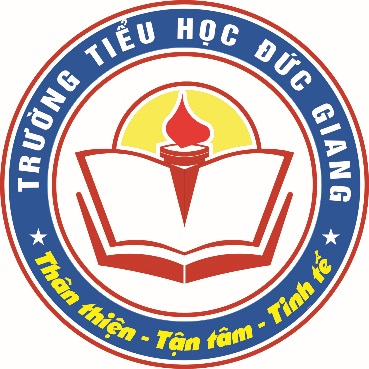 TRƯỜNG TIỂU HỌC ĐỨC GIANG
Thân thiện - Tận tâm - Tinh tế